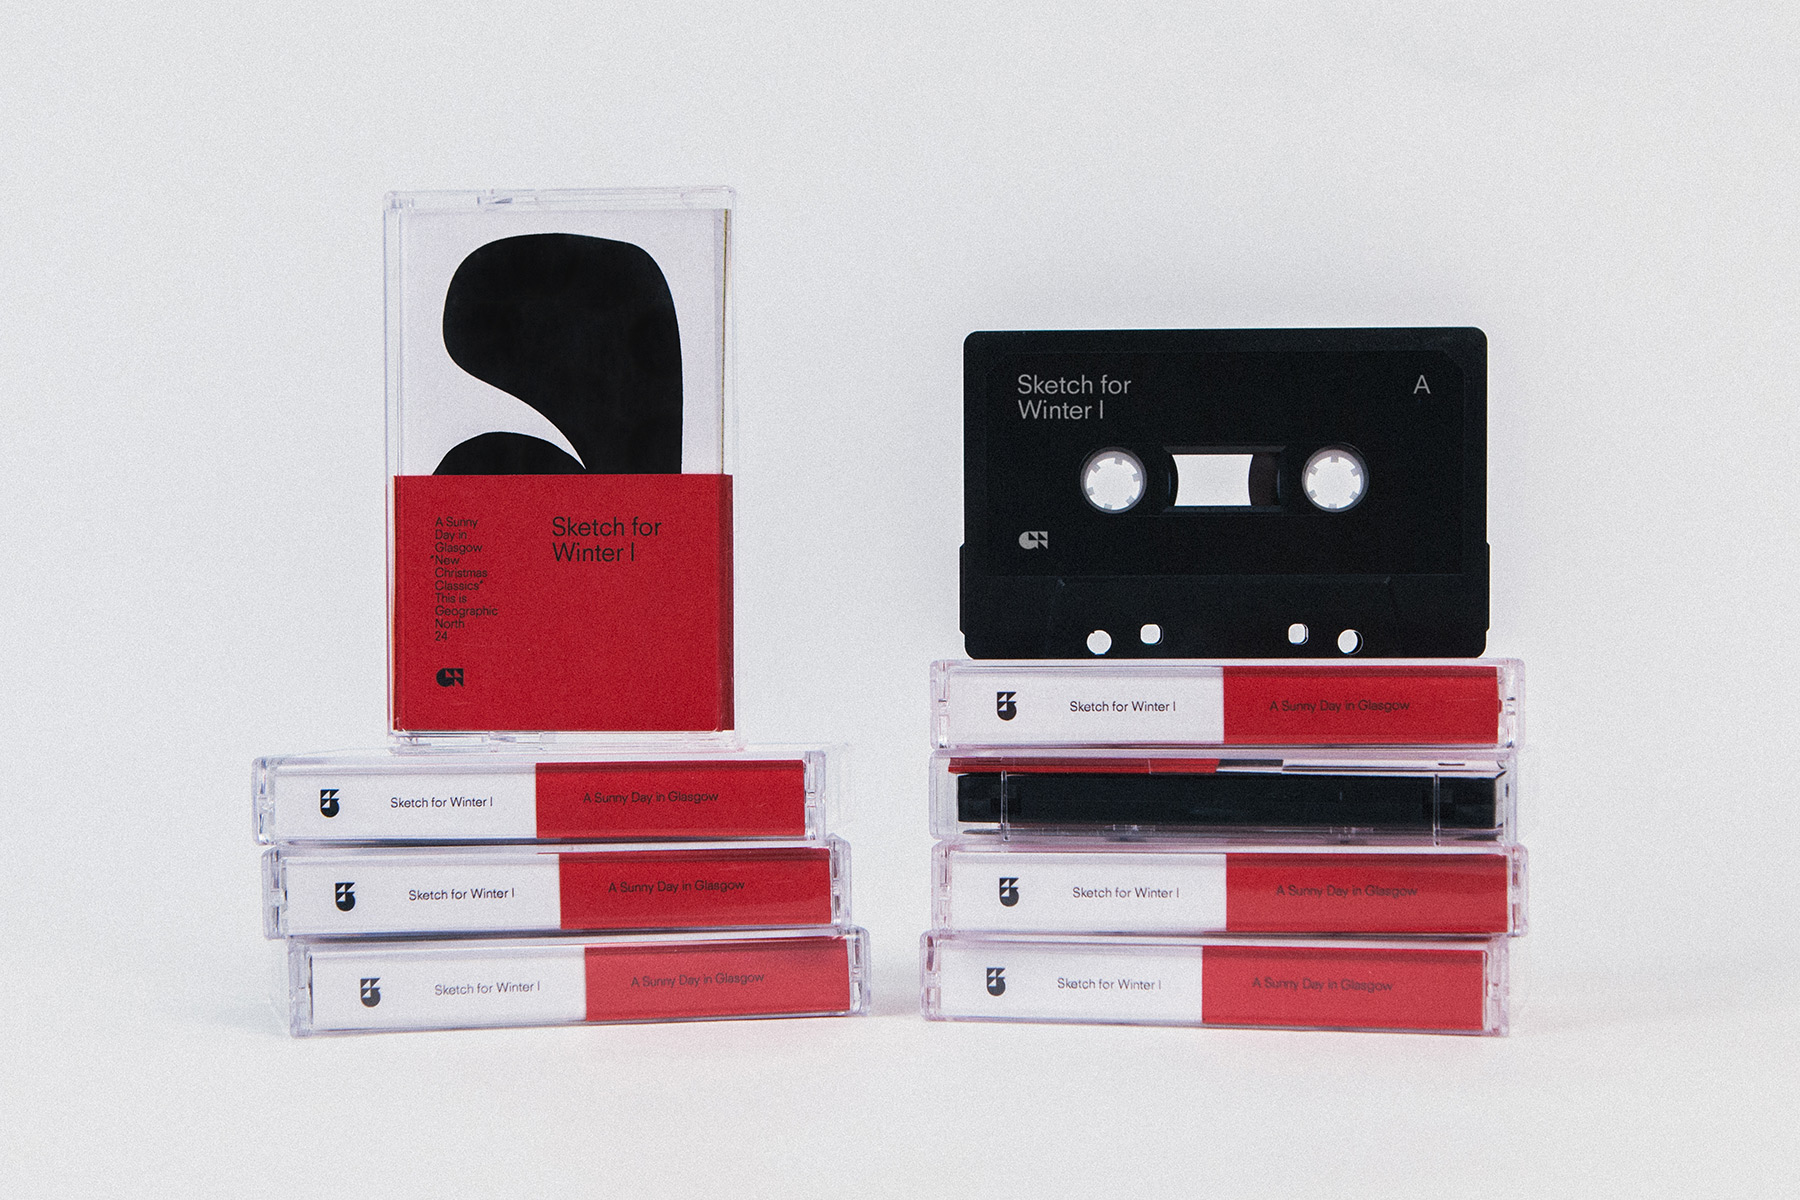 A Sunny
Day in
Glasgow
"New
Christmas
Classics"
This is
Geographic
North
24
Sketch for
Winter I
Sketch for
Winter I
A
Sketch for Winter I
A Sunny Day in Glasgow
Sketch for Winter I
A Sunny Day in Glasgow
Sketch for Winter I
A Sunny Day in Glasgow
Sketch for Winter I
A Sunny Day in Glasgow
Sketch for Winter I
A Sunny Day in Glasgow
Sketch for Winter I
A Sunny Day in Glasgow